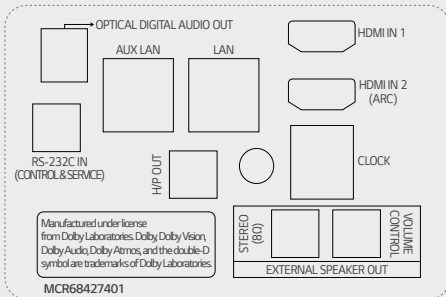 OPTICAL DIGITAL AUDIO OUT
AUX LAN
LAN
HDMI IN 1
HDMI IN 2
(ARC)
RS-232C IN
(CONTROL & SERVICE)
H/P OUT
CLOCK
Manufactured under license
from Dolby Laboratories. Dolby, Dolby Vision,
Dolby Audio, Dolby Atmos, and the double-D
symbol are trademarks of Dolby Laboratories.
STEREO
(8Ω)
VOLUME
CONTROL
EXTERNAL SPEAKER OUT
MCR68427401